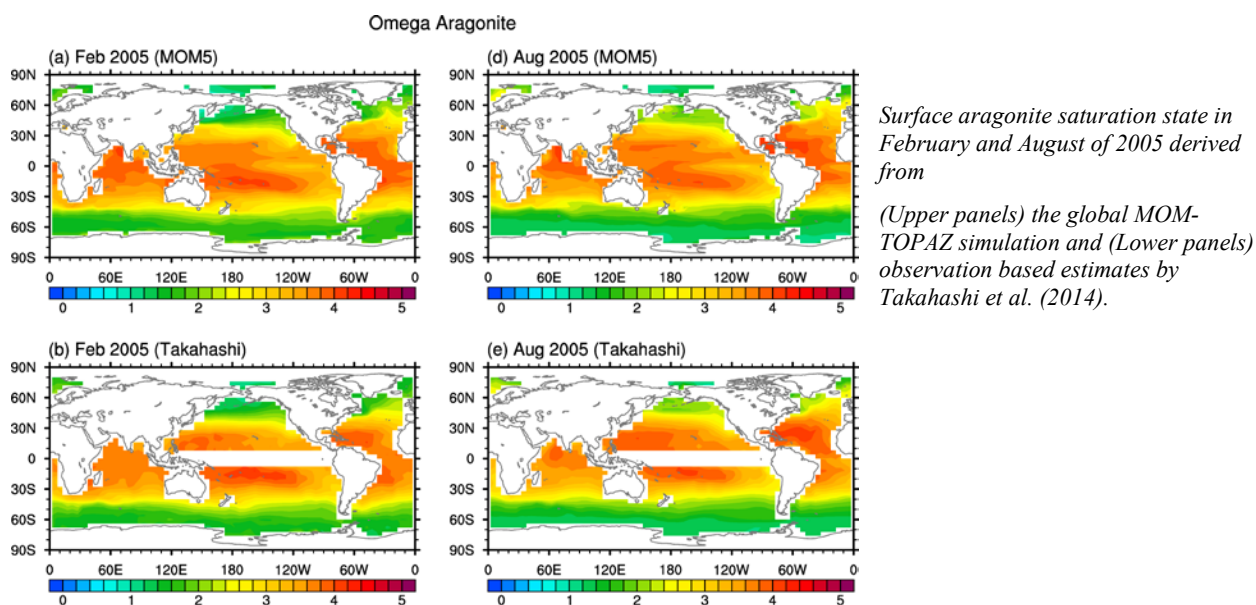 Omega Aragonite
(a) Feb 2005 (MOM5)
90N
60N
30N
0
30S
60S
90S
60E 120E 180 120W 60W 0
0 1 2 3 4 5
(d) Aug 2005 (MOM5)
90N
60N
30N
0
30S
60S
90S
0 60E 120E 180 120W 60W 0
0 1 2 3 4 5
Surface aragonite saturation state in
February and August of 2005 derived
from
(Upper panels) the global MOM-
TOPAZ simulation and (Lower panels)
observation based estimates by
Takahashi et al. (2014).
(b) Feb 2005 (Takahashi)
90N
60N
30N
0
30S
60S
90S
0 60E 120E 180 120W 60W 0
0 1 2 3 4 5
(e) Aug 2005 (Takahashi)
90N
60N
30N
0
30S
60S
90S
0 60E 120E 180 120W 60W 0
0 1 2 3 4 5